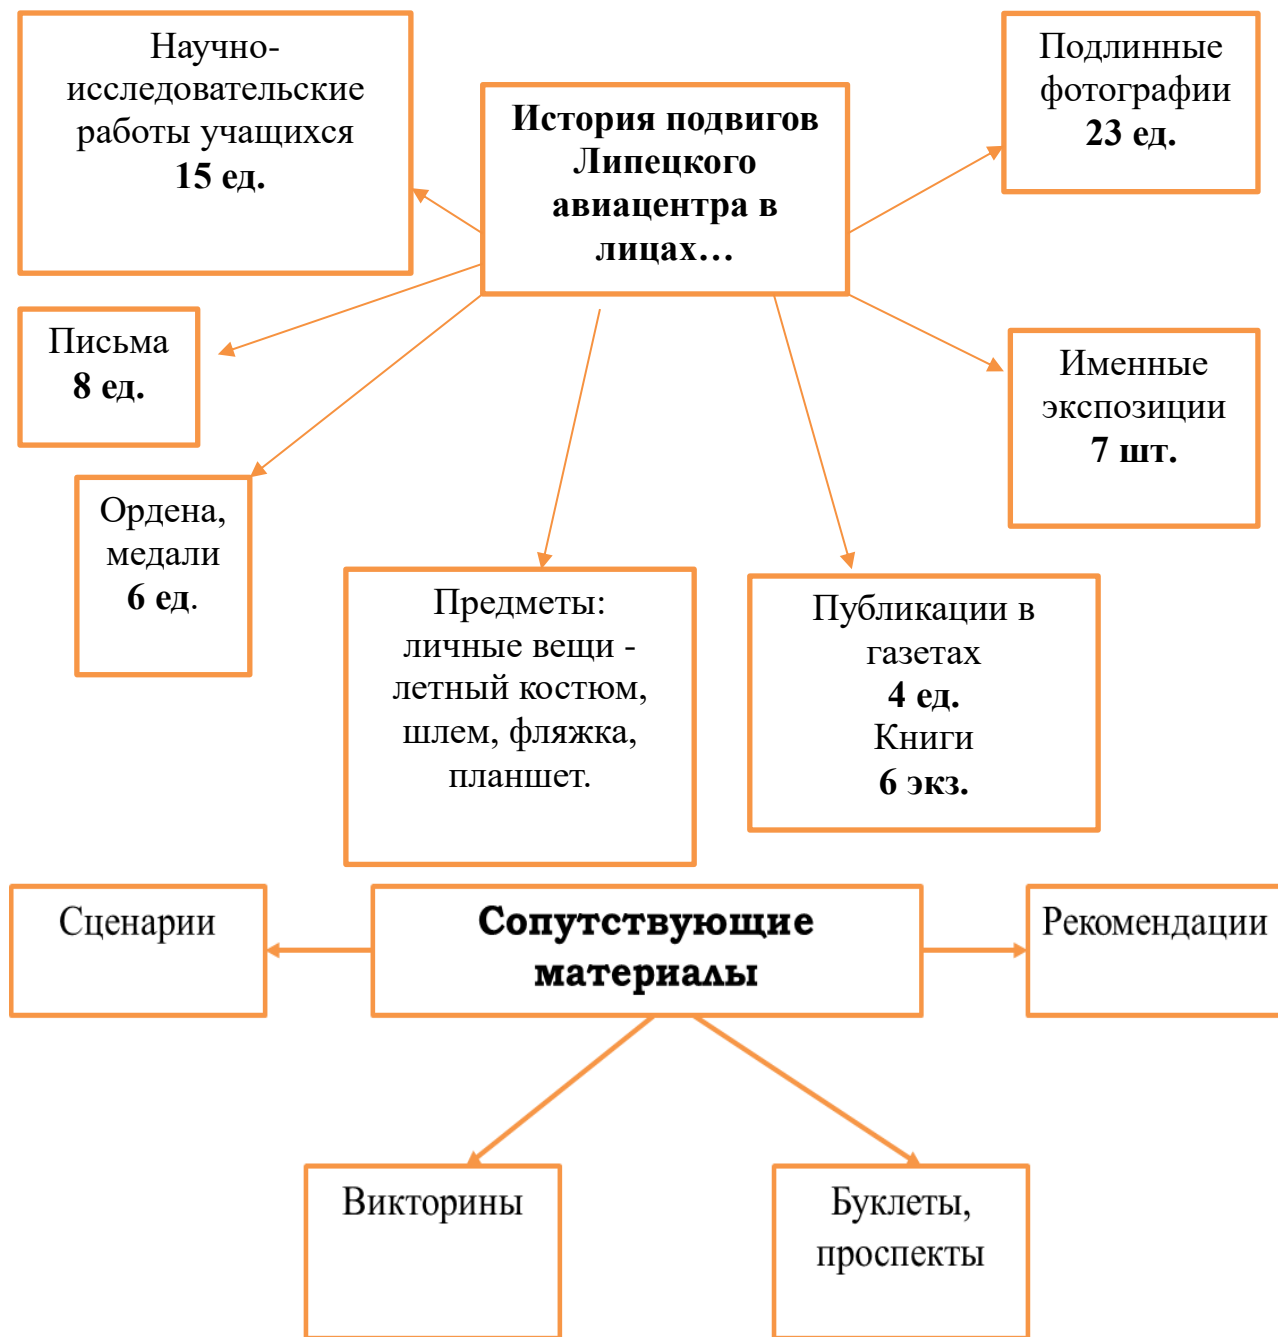 Научно-
исследовательские
работы учащихся
15 ед.
История подвигов
Липецкого
авиацентра в
лицах…
Подлинные
фотографии
23 ед.
Письма
8 ед.
Именные
экспозиции
7 шт.
Ордена,
медали
6 ед.
Предметы:
личные вещи -
летный костюм,
шлем, фляжка,
планшет.
Публикации в
газетах
4 ед.
Книги
6 экз.
Сценарии
Сопутствующие
материалы
Рекомендации
Викторины
Буклеты,
проспекты